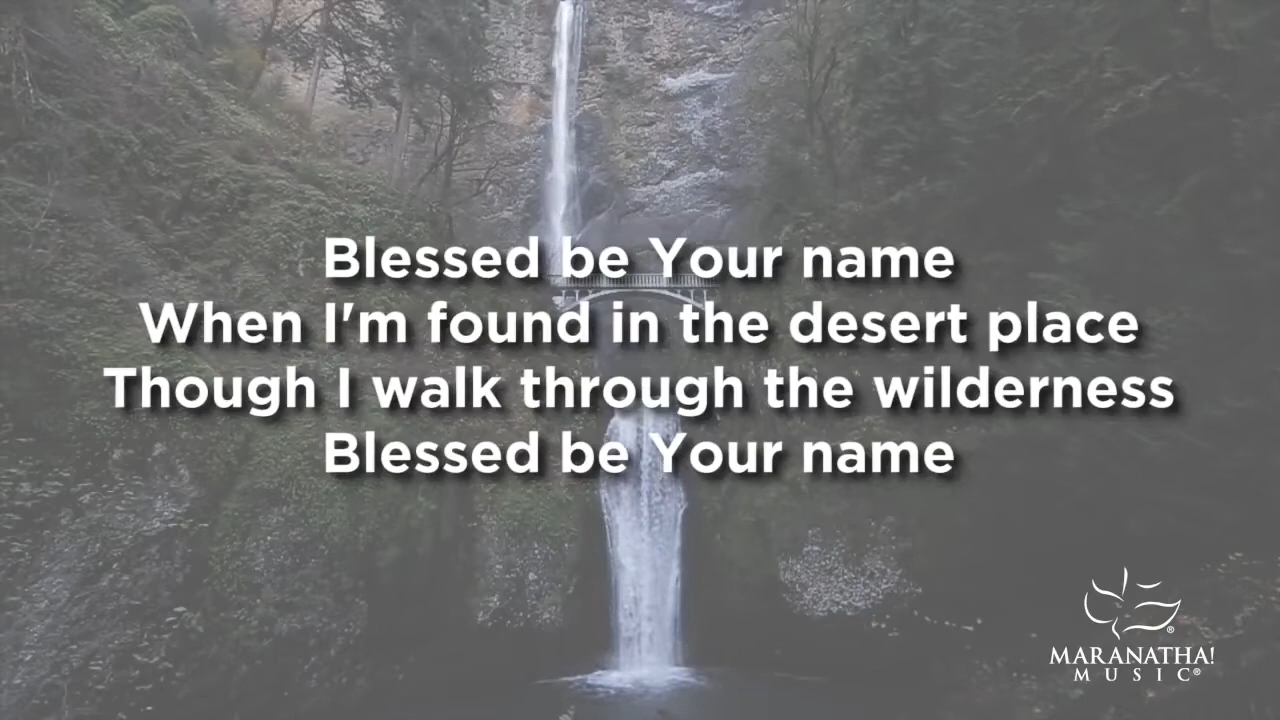 Blessed be Your name
When I'm found in the desert place
Though I walk through the wilderness
Blessed be Your name
MARANATHA!
MUSIC®